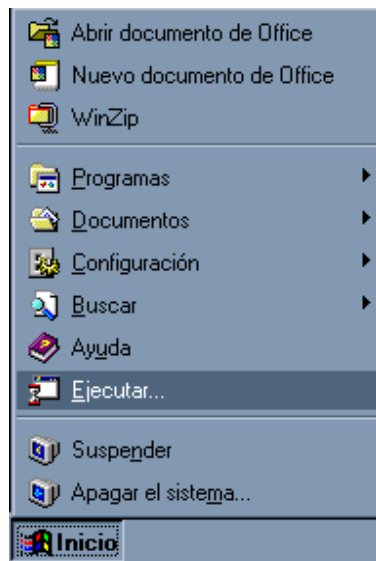 Abrir documento de Office
Nuevo documento de Office
WinZip
Programas
Documentos
Configuración
Buscar
Ayuda
Ejecutar...
Suspender
Apagar el sistema...
Inicio